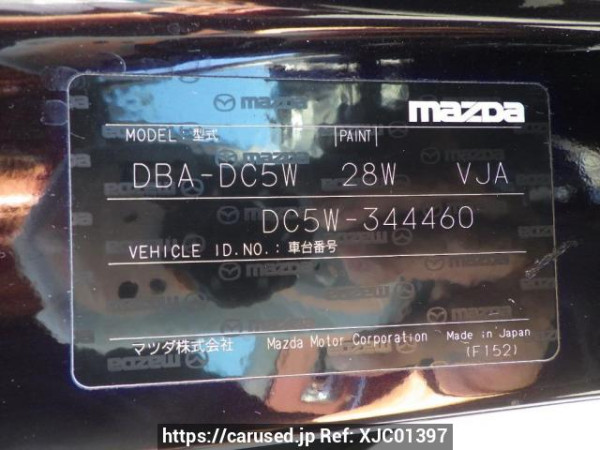 mazda
MODEL : 型式 PAINT
DBA-DC5W 28W VJA
DC5W-344460
VEHICLE ID.NO.: 車台番号
マツダ株式会社 Mazda Motor Corporation Made in Japan
(F152)
https://carused.jp Ref: XJC01397